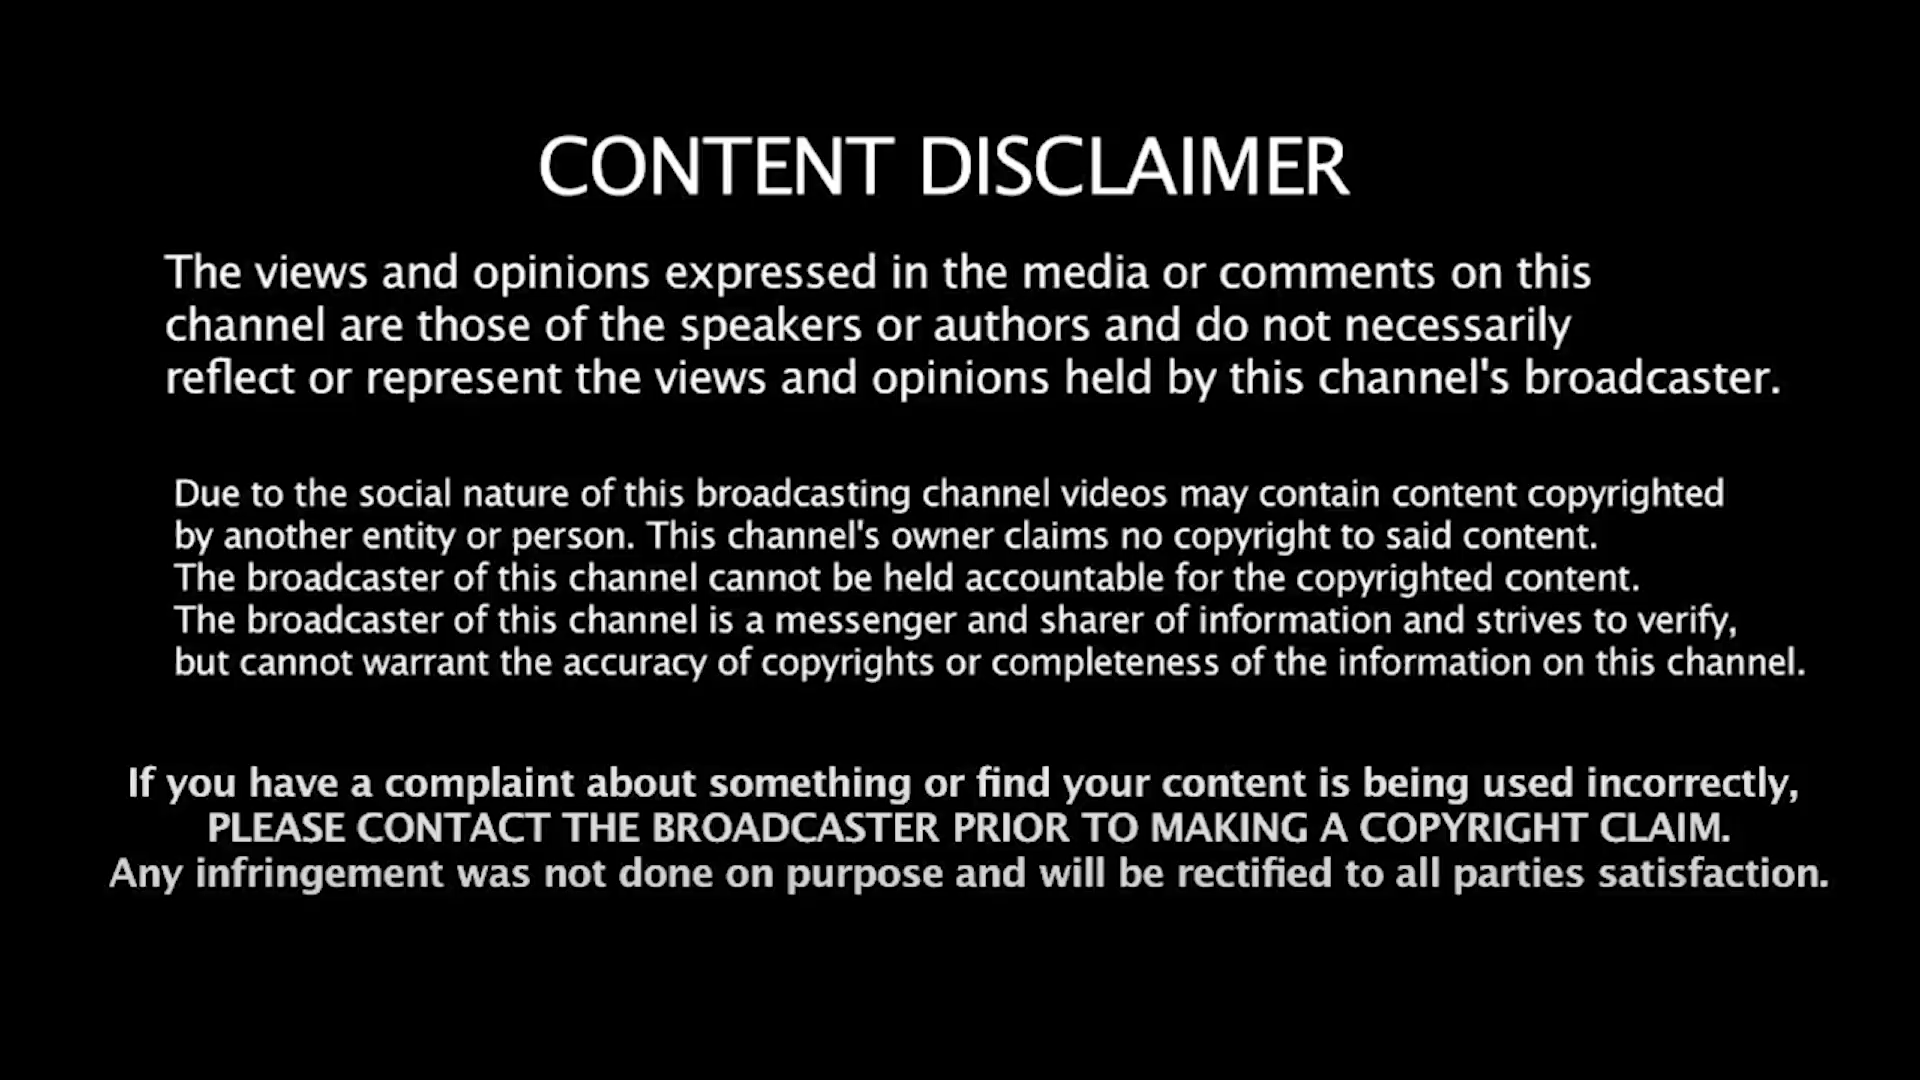 CONTENT DISCLAIMER
The views and opinions expressed in the media or comments on this
channel are those of the speakers or authors and do not necessarily
reflect or represent the views and opinions held by this channel's broadcaster.
Due to the social nature of this broadcasting channel videos may contain content copyrighted
by another entity or person. This channel's owner claims no copyright to said content.
The broadcaster of this channel cannot be held accountable for the copyrighted content.
The broadcaster of this channel is a messenger and sharer of information and strives to verify,
but cannot warrant the accuracy of copyrights or completeness of the information on this channel.
If you have a complaint about something or find your content is being used incorrectly,
PLEASE CONTACT THE BROADCASTER PRIOR TO MAKING A COPYRIGHT CLAIM.
Any infringement was not done on purpose and will be rectified to all parties satisfaction.